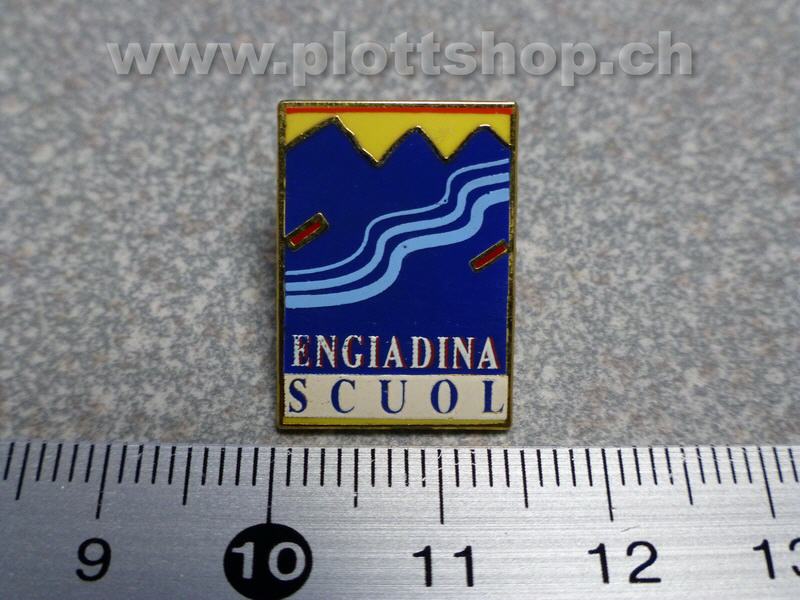 www.plottshop.ch
ENGIADINA
SCUOL
9 10 11 12 13